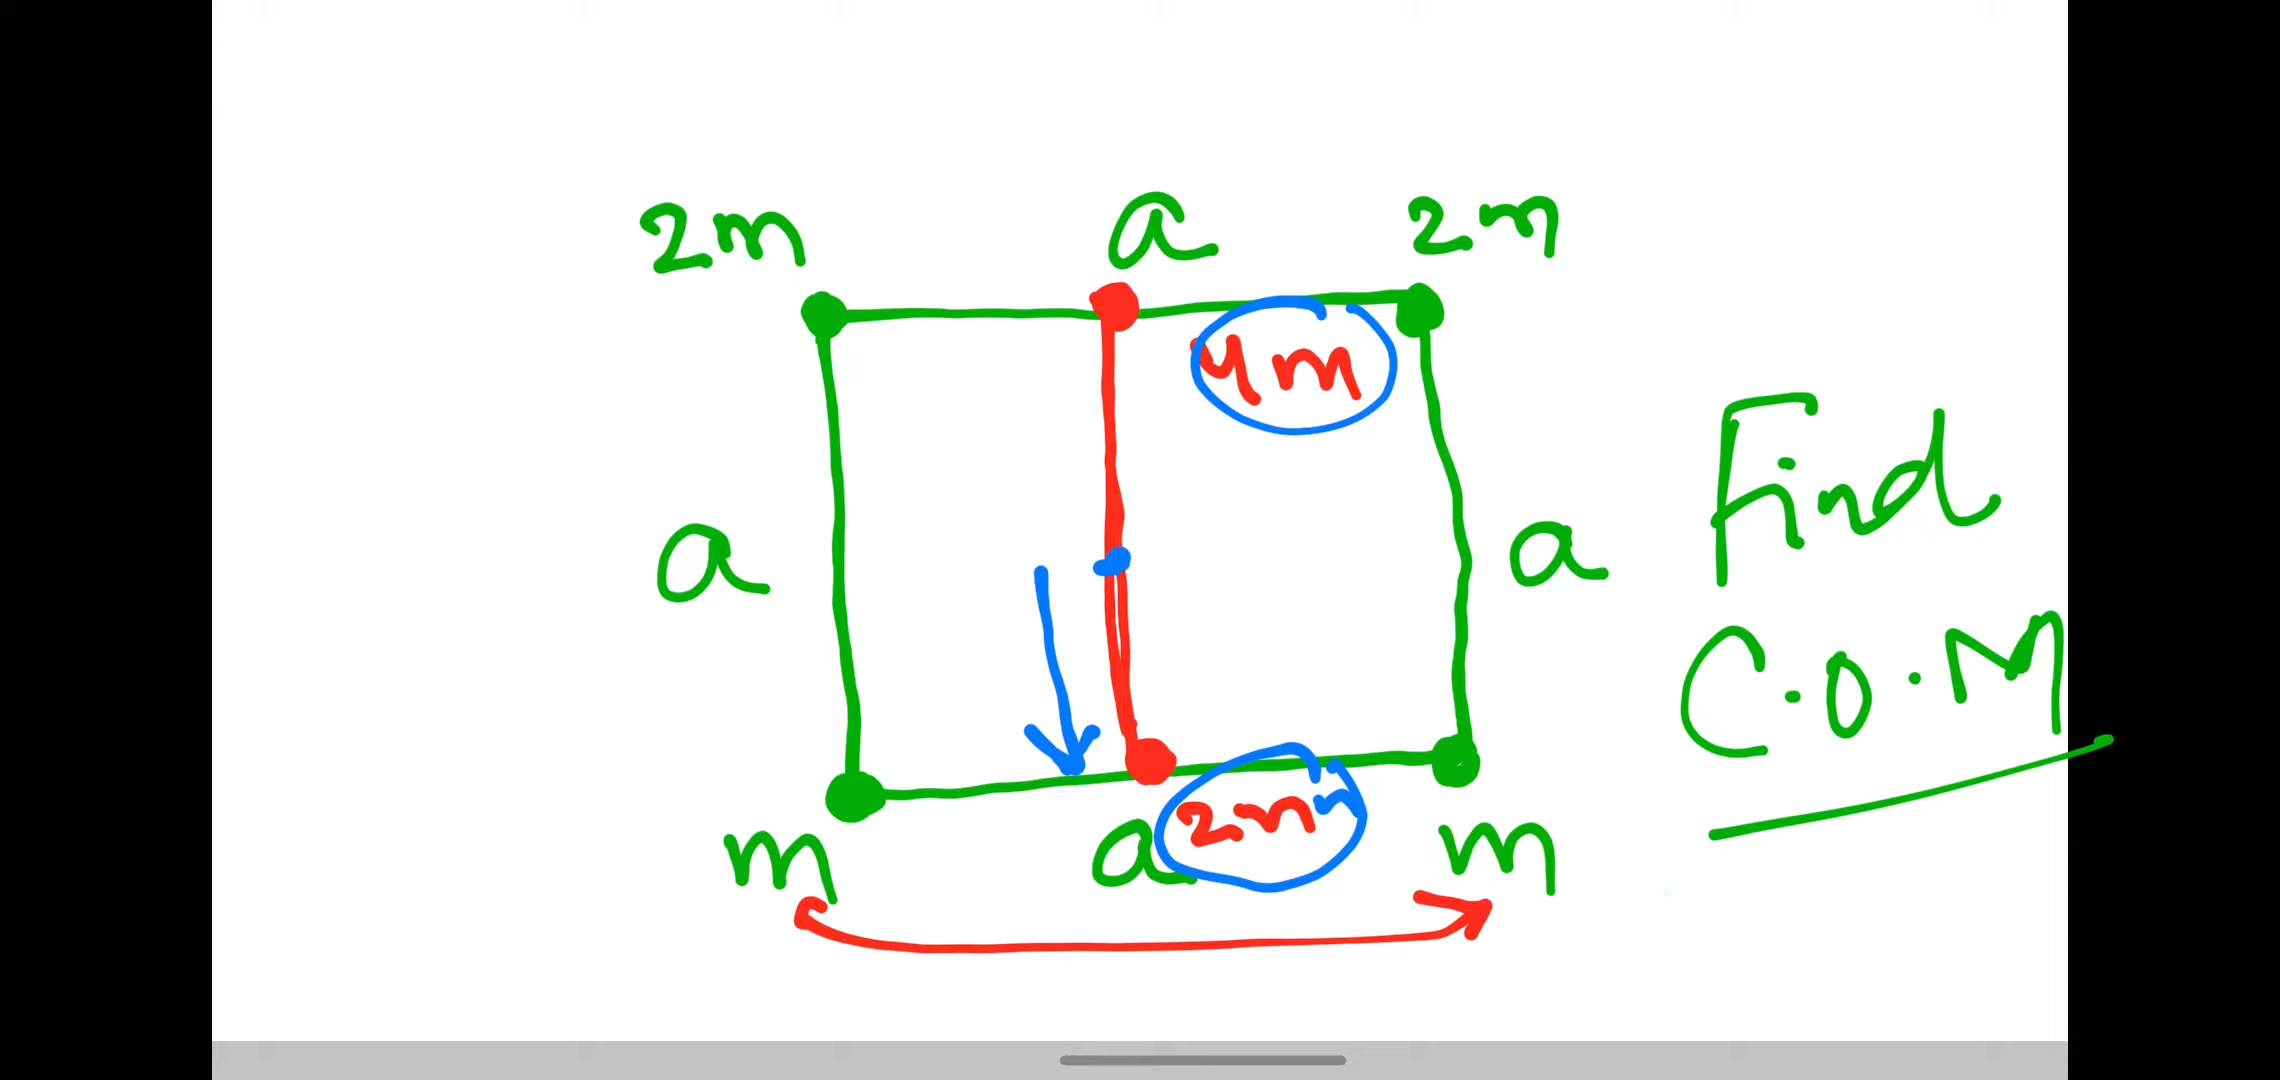 2m a 2m
4m
Find
a a
C.O.M
m a 2m m